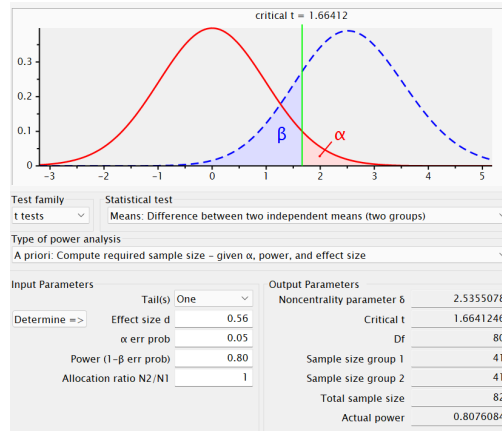 critical t = 1.66412
0.3
0.2
0.1
0
β
α
-3 -2 -1 0 1 2 3 4 5
Test family Statistical test
t tests Means: Difference between two independent means (two groups)
Type of power analysis
A priori: Compute required sample size - given α, power, and effect size
Input Parameters Output Parameters
Tail(s) One Noncentrality parameter δ 2.5355078
Determine => Effect size d 0.56 Critical t 1.6641246
α err prob 0.05 Df 80
Power (1-β err prob) 0.80 Sample size group 1 41
Allocation ratio N2/N1 1 Sample size group 2 41
Total sample size 82
Actual power 0.8076084